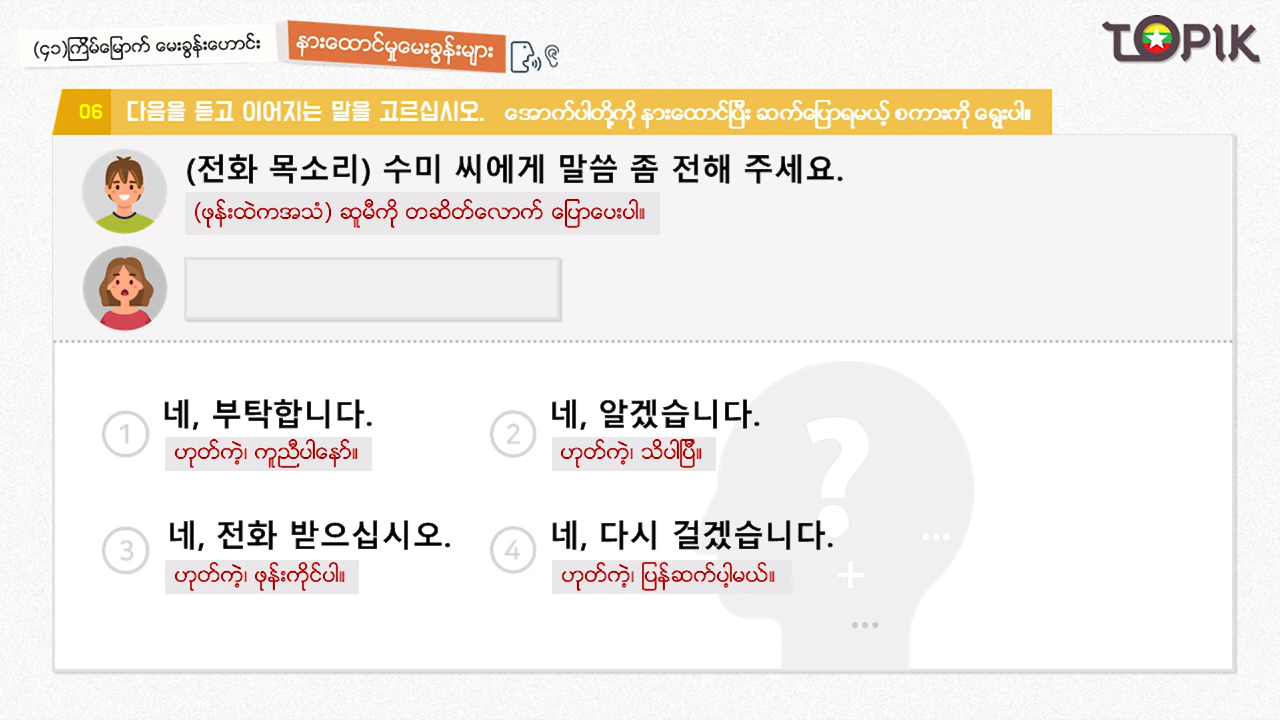 (၄၁)ကြိမ်မြောက် မေးခွန်းဟောင်း
နားထောင်မှုမေးခွန်းများ
TOPIK
06 다음을 듣고 이어지는 말을 고르십시오. အောက်ပါတို့ကို နားထောင်ပြီး ဆက်ပြောရမယ့် စကားကို ရွေးပါ။
(전화 목소리) 수미 씨에게 말씀 좀 전해 주세요.
(ဖုန်းထဲကအသံ) ဆူမီကို တဆိတ်လောက် ပြောပေးပါ။
1 네, 부탁합니다.
ဟုတ်ကဲ့၊ ကူညီပါနော်။
2 네, 알겠습니다.
ဟုတ်ကဲ့၊ သိပါပြီ။
3 네, 전화 받으십시오.
ဟုတ်ကဲ့၊ ဖုန်းကိုင်ပါ။
4 네, 다시 걸겠습니다.
ဟုတ်ကဲ့၊ ပြန်ဆက်ပါ့မယ်။